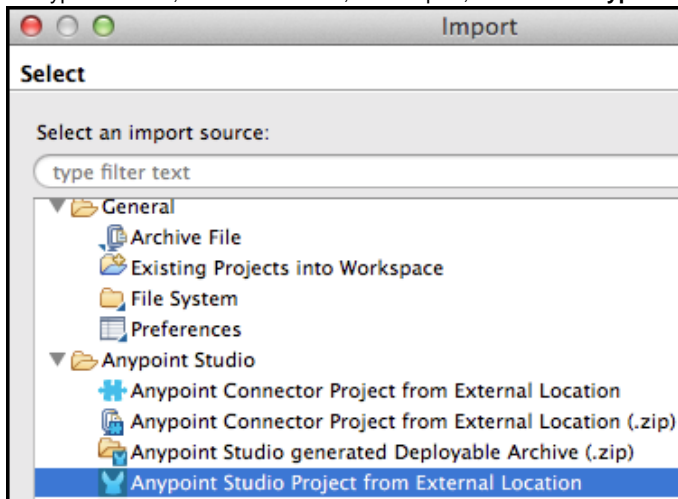 Import
Select
Select an import source:
type filter text
General
Archive File
Existing Projects into Workspace
File System
Preferences
Anypoint Studio
Anypoint Connector Project from External Location
Anypoint Connector Project from External Location (.zip)
Anypoint Studio generated Deployable Archive (.zip)
Anypoint Studio Project from External Location